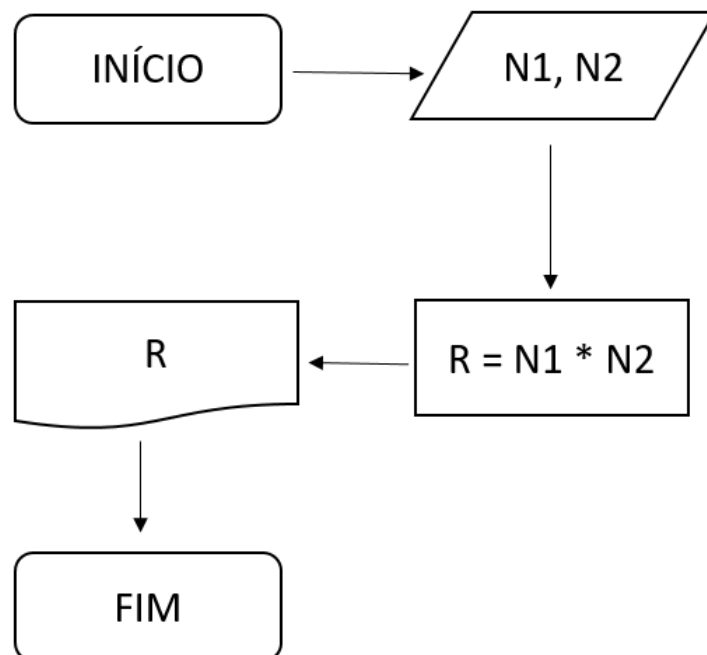 INÍCIO
N1, N2
R = N1 * N2
R
FIM